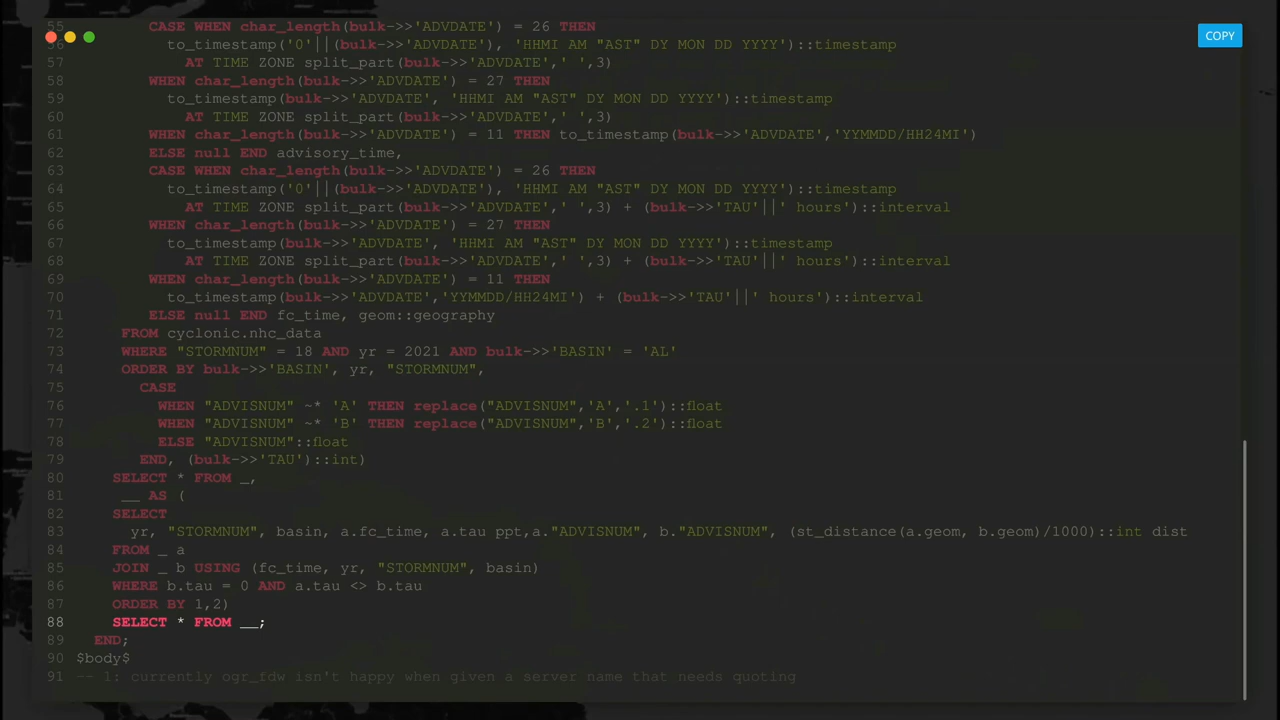 COPY
55 CASE WHEN char_length(bulk->>'ADVDATE') = 26 THEN
56 to_timestamp('0'||(bulk->>'ADVDATE'), 'HHMI AM "AST" DY MON DD YYYY')::timestamp
57 AT TIME ZONE split_part(bulk->>'ADVDATE',' ',3)
58 WHEN char_length(bulk->>'ADVDATE') = 27 THEN
59 to_timestamp(bulk->>'ADVDATE', 'HHMI AM "AST" DY MON DD YYYY')::timestamp
60 AT TIME ZONE split_part(bulk->>'ADVDATE',' ',3)
61 WHEN char_length(bulk->>'ADVDATE') = 11 THEN to_timestamp(bulk->>'ADVDATE','YYMMDD/HH24MI')
62 ELSE null END advisory_time,
63 CASE WHEN char_length(bulk->>'ADVDATE') = 26 THEN
64 to_timestamp('0'||(bulk->>'ADVDATE'), 'HHMI AM "AST" DY MON DD YYYY')::timestamp
65 AT TIME ZONE split_part(bulk->>'ADVDATE',' ',3) + (bulk->>'TAU'||' hours')::interval
66 WHEN char_length(bulk->>'ADVDATE') = 27 THEN
67 to_timestamp(bulk->>'ADVDATE', 'HHMI AM "AST" DY MON DD YYYY')::timestamp
68 AT TIME ZONE split_part(bulk->>'ADVDATE',' ',3) + (bulk->>'TAU'||' hours')::interval
69 WHEN char_length(bulk->>'ADVDATE') = 11 THEN
70 to_timestamp(bulk->>'ADVDATE','YYMMDD/HH24MI') + (bulk->>'TAU'||' hours')::interval
71 ELSE null END fc_time, geom::geography
72 FROM cyclonic.nhc_data
73 WHERE "STORMNUM" = 18 AND yr = 2021 AND bulk->>'BASIN' = 'AL'
74 ORDER BY bulk->>'BASIN', yr, "STORMNUM",
75 CASE
76 WHEN "ADVISNUM" ~* 'A' THEN replace("ADVISNUM",'A','.1')::float
77 WHEN "ADVISNUM" ~* 'B' THEN replace("ADVISNUM",'B','.2')::float
78 ELSE "ADVISNUM"::float
79 END, (bulk->>'TAU')::int)
80 SELECT * FROM _,
81 __ AS (
82 SELECT
83 yr, "STORMNUM", basin, a.fc_time, a.tau ppt,a."ADVISNUM", b."ADVISNUM", (st_distance(a.geom, b.geom)/1000)::int dist
84 FROM _ a
85 JOIN _ b USING (fc_time, yr, "STORMNUM", basin)
86 WHERE b.tau = 0 AND a.tau <> b.tau
87 ORDER BY 1,2)
88 SELECT * FROM __;
89 END;
90 $body$
91 -- 1: currently ogr_fdw isn't happy when given a server name that needs quoting